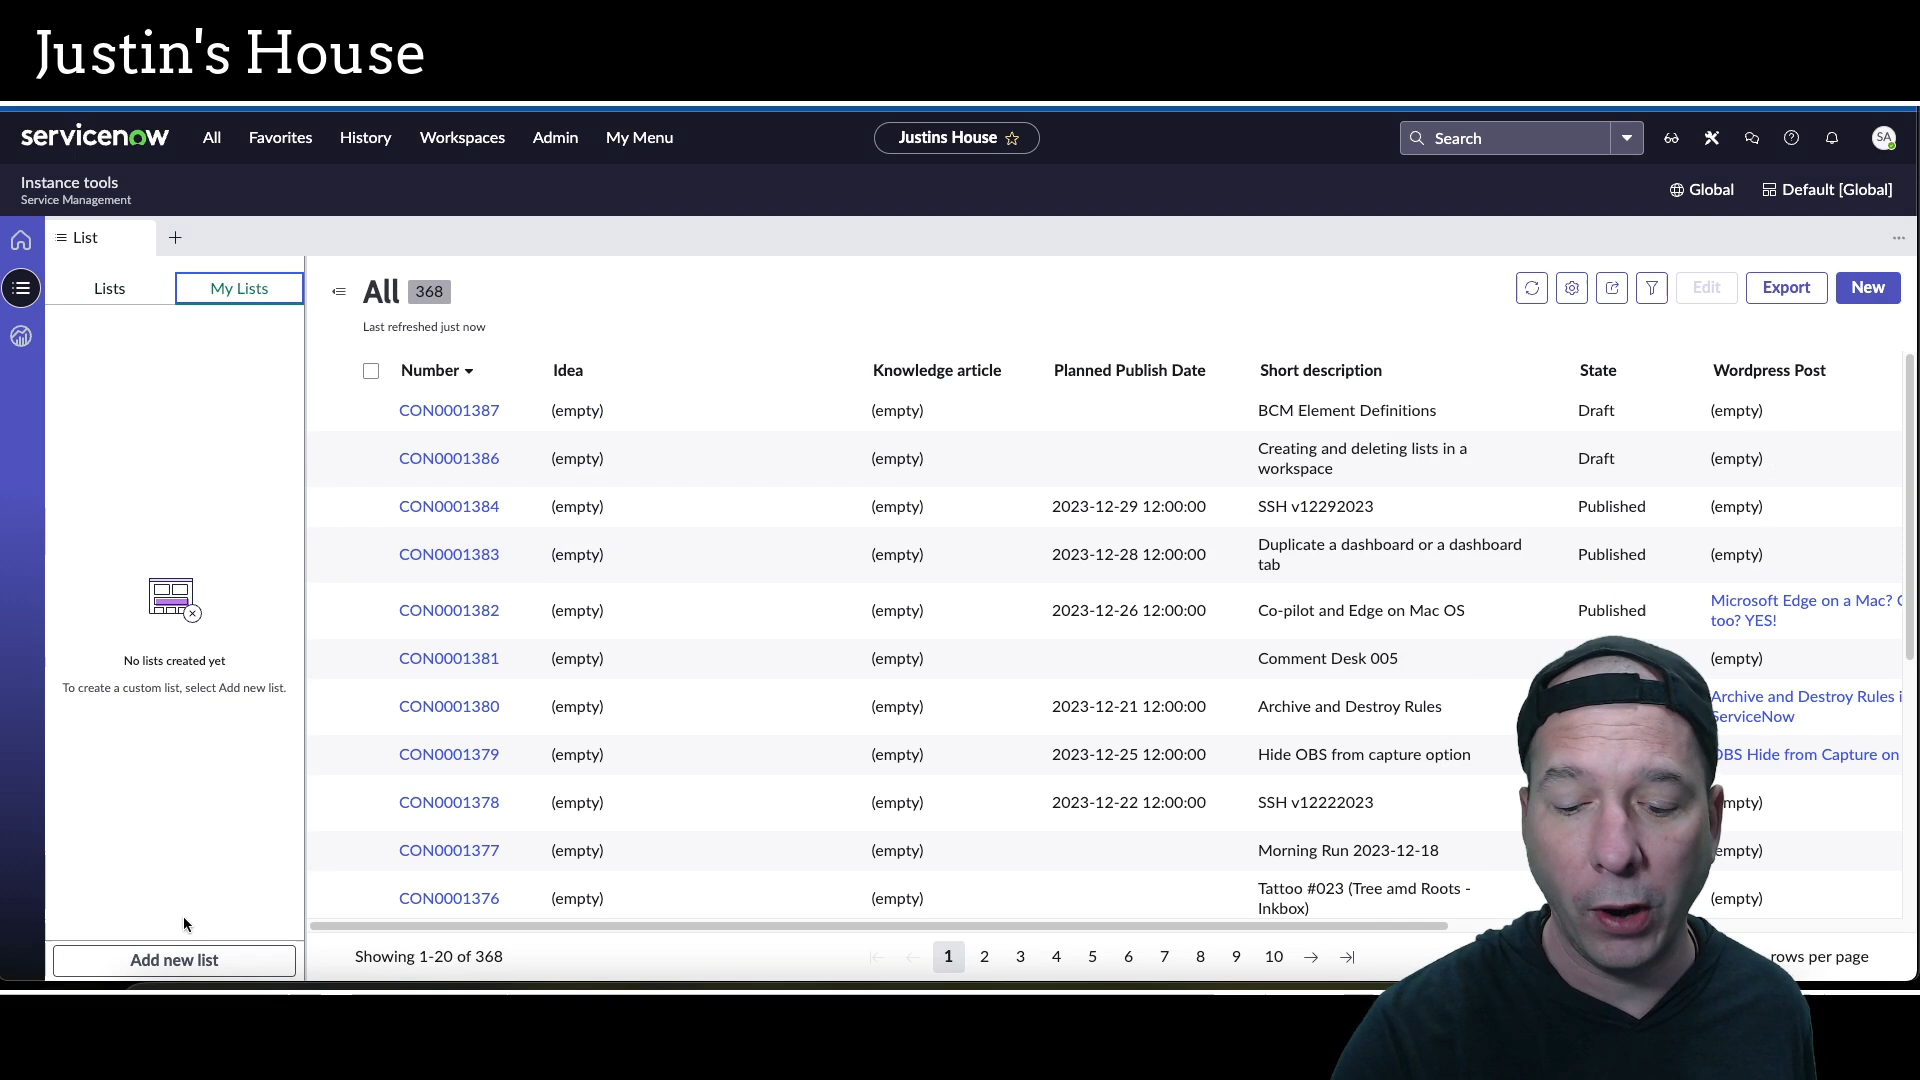 Justin's House
servicenow All Favorites History Workspaces Admin My Menu Justins House Search SA
Instance tools
Service Management
Global Default [Global]
List
Lists My Lists
All 368
Edit Export New
Last refreshed just now
Number Idea Knowledge article Planned Publish Date Short description State Wordpress Post
CON0001387 (empty) (empty) BCM Element Definitions Draft (empty)
CON0001386 (empty) (empty) Creating and deleting lists in a Draft (empty)
workspace
CON0001384 (empty) (empty) 2023-12-29 12:00:00 SSH v12292023 Published (empty)
CON0001383 (empty) (empty) 2023-12-28 12:00:00 Duplicate a dashboard or a dashboard Published (empty)
tab
CON0001382 (empty) (empty) 2023-12-26 12:00:00 Co-pilot and Edge on Mac OS Published Microsoft Edge on a Mac?
too? YES!
CON0001381 (empty) (empty) Comment Desk 005 (empty)
CON0001380 (empty) (empty) 2023-12-21 12:00:00 Archive and Destroy Rules Archive and Destroy Rules
ServiceNow
CON0001379 (empty) (empty) 2023-12-25 12:00:00 Hide OBS from capture option OBS Hide from Capture on
CON0001378 (empty) (empty) 2023-12-22 12:00:00 SSH v12222023 mpty)
CON0001377 (empty) (empty) Morning Run 2023-12-18 empty)
CON0001376 (empty) (empty) Tattoo #023 (Tree amd Roots - (empty)
Inkbox)
No lists created yet
To create a custom list, select Add new list.
Add new list
Showing 1-20 of 368 1 2 3 4 5 6 7 8 9 10 rows per page